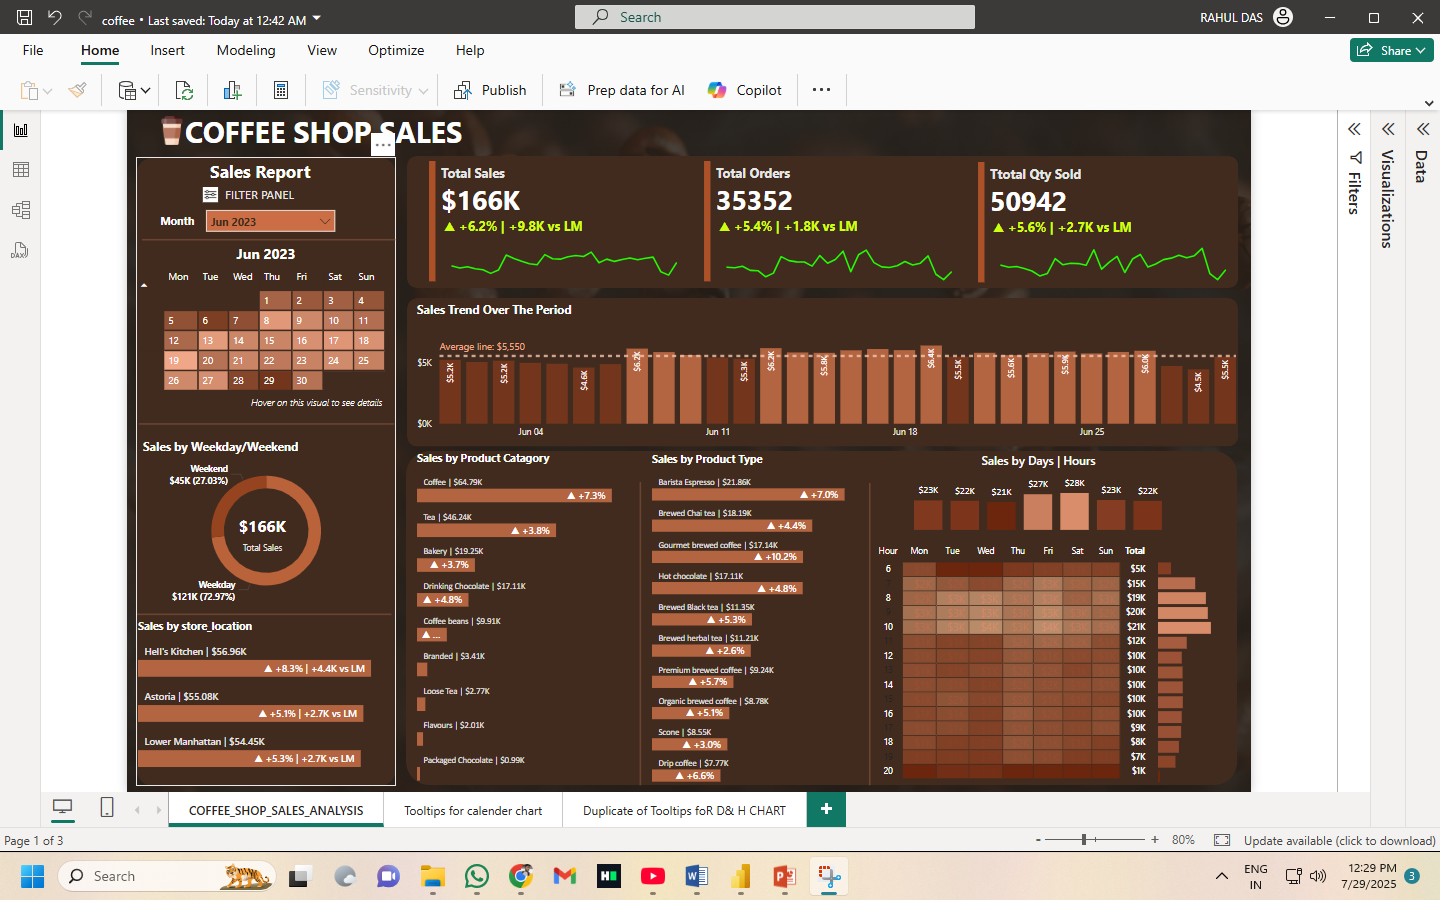 coffee • Last saved: Today at 12:42 AM
Search
RAHUL DAS
File
Home
Insert
Modeling
View
Optimize
Help
Share
Sensitivity
Publish
Prep data for AI
Copilot
COFFEE SHOP SALES
Sales Report
FILTER PANEL
Month
Jun 2023
Jun 2023
Mon Tue Wed Thu Fri Sat Sun
1 2 3 4
5 6 7 8 9 10 11
12 13 14 15 16 17 18
19 20 21 22 23 24 25
26 27 28 29 30
Hover on this visual to see details
Sales by Weekday/Weekend
Weekend
$45K (27.03%)
$166K
Total Sales
Weekday
$121K (72.97%)
Sales by store_location
Hell's Kitchen | $56.96K
▲ +8.3% | +4.4K vs LM
Astoria | $55.08K
▲ +5.1% | +2.7K vs LM
Lower Manhattan | $54.45K
▲ +5.3% | +2.7K vs LM
Total Sales
$166K
▲ +6.2% | +9.8K vs LM
Total Orders
35352
▲ +5.4% | +1.8K vs LM
Ttotal Qty Sold
50942
▲ +5.6% | +2.7K vs LM
Sales Trend Over The Period
Average line: $5,550
$5K
$0K
$5.2K
$5.2K
$4.6K
$6.2K
$5.3K
$6.2K
$5.8K
$6.4K
$5.5K
$5.6K
$5.9K
$6.0K
$4.5K
$5.5K
Jun 04
Jun 11
Jun 18
Jun 25
Sales by Product Catagory
Coffee | $64.79K
▲ +7.3%
Tea | $46.24K
▲ +3.8%
Bakery | $19.25K
▲ +3.7%
Drinking Chocolate | $17.11K
▲ +4.8%
Coffee beans | $9.91K
▲ ...
Branded | $3.41K
Loose Tea | $2.77K
Flavours | $2.01K
Packaged Chocolate | $0.99K
Sales by Product Type
Barista Espresso | $21.86K
▲ +7.0%
Brewed Chai tea | $18.19K
▲ +4.4%
Gourmet brewed coffee | $17.14K
▲ +10.2%
Hot chocolate | $17.11K
▲ +4.8%
Brewed Black tea | $11.35K
▲ +5.3%
Brewed herbal tea | $11.21K
▲ +2.6%
Premium brewed coffee | $9.24K
▲ +5.7%
Organic brewed coffee | $8.78K
▲ +5.1%
Scone | $8.55K
▲ +3.0%
Drip coffee | $7.77K
▲ +6.6%
Sales by Days | Hours
$23K $22K $21K $27K $28K $23K $22K
Hour Mon Tue Wed Thu Fri Sat Sun Total
6 $5K
$15K
8 $19K
$20K
10 $21K
$12K
12 $10K
$10K
14 $10K
$10K
16 $10K
$9K
18 $8K
$7K
20 $1K
Filters
Visualizations
Data
COFFEE_SHOP_SALES_ANALYSIS
Tooltips for calender chart
Duplicate of Tooltips foR D& H CHART
Page 1 of 3
80%
Update available (click to download)
Search
ENG
IN
12:29 PM
7/29/2025
3